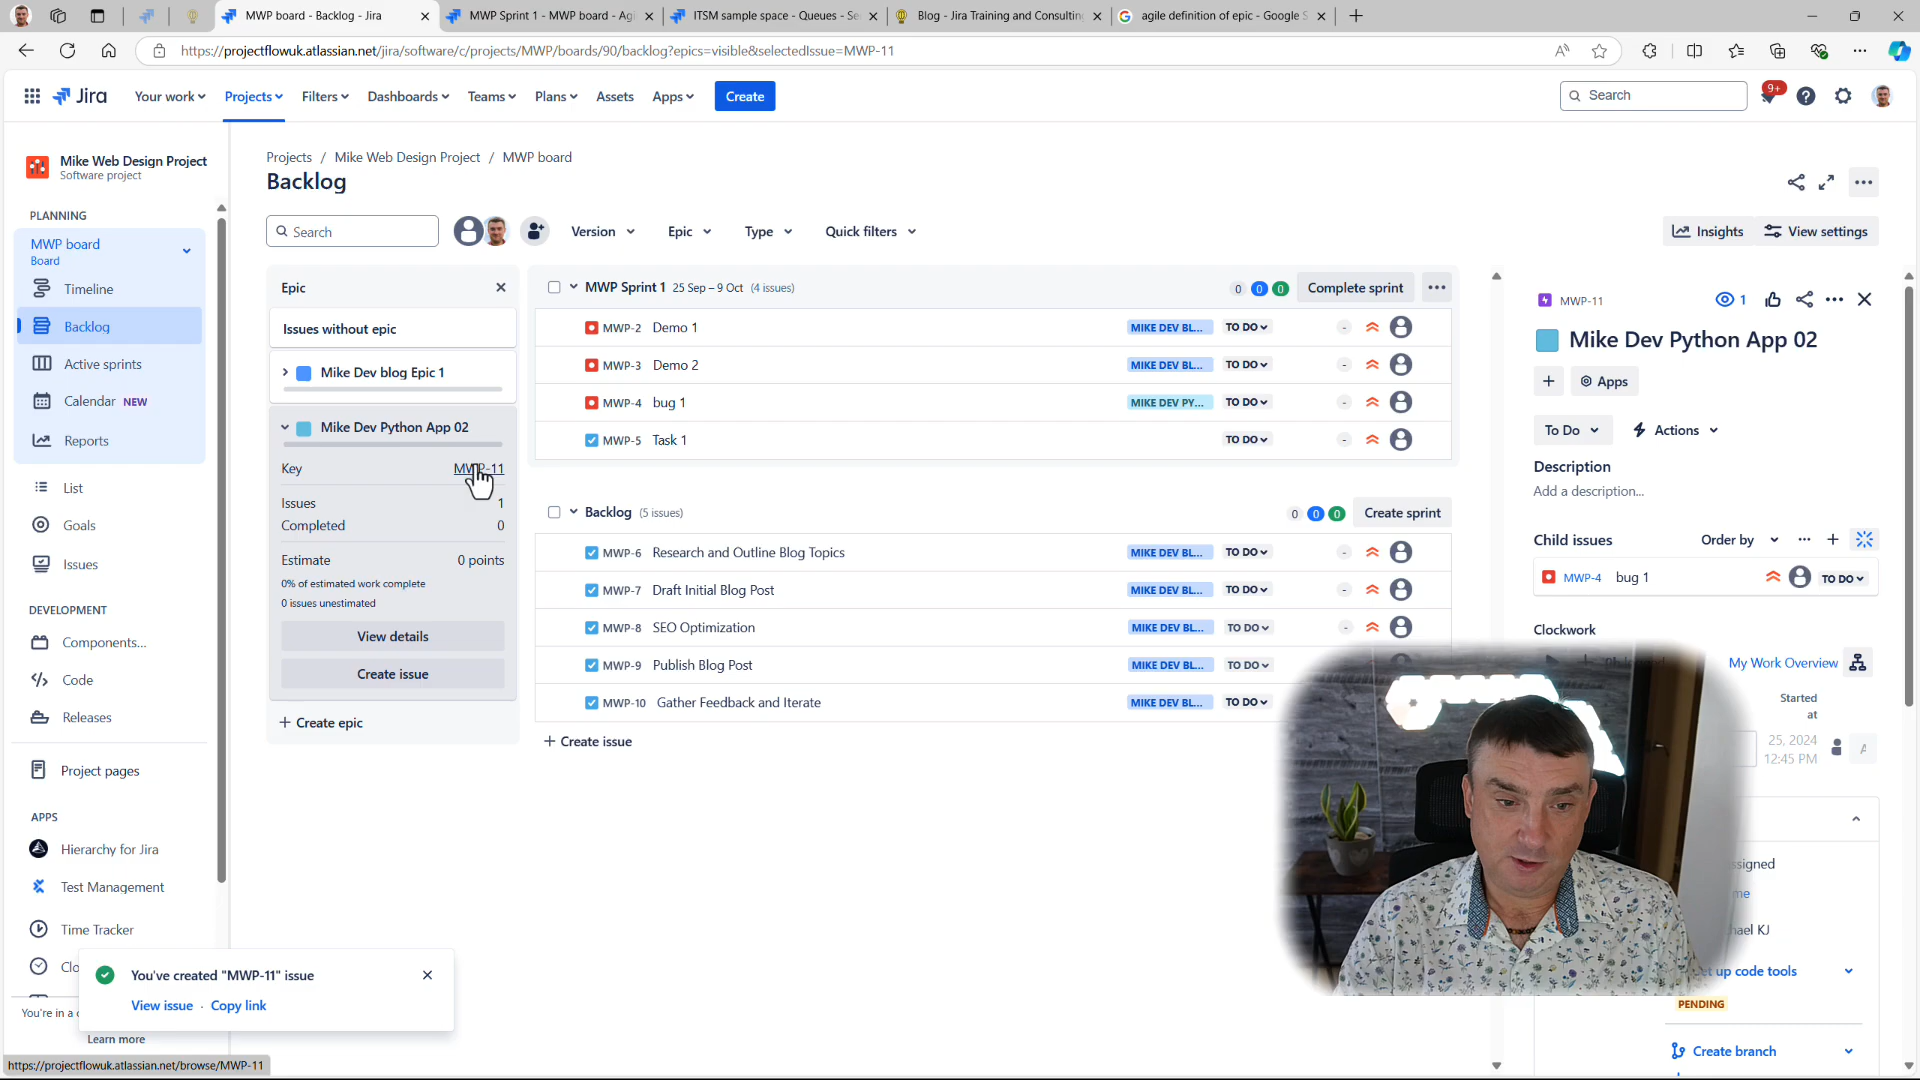 MWP board - Backlog - Jira
MWP Sprint 1 - MWP board - Agi
ITSM sample space - Queues - Se
Blog - Jira Training and Consulting
agile definition of epic - Google S
https://projectflowuk.atlassian.net/jira/software/c/projects/MWP/boards/90/backlog?epics=visible&selectedIssue=MWP-11
Jira
Your work
Projects
Filters
Dashboards
Teams
Plans
Assets
Apps
Create
Search
9+
Mike Web Design Project
Software project
PLANNING
MWP board
Board
Timeline
Backlog
Active sprints
Calendar NEW
Reports
List
Goals
Issues
DEVELOPMENT
Components...
Code
Releases
Project pages
APPS
Hierarchy for Jira
Test Management
Time Tracker
Clo
You're in a
Learn more
Projects / Mike Web Design Project / MWP board
Backlog
Search
Version
Epic
Type
Quick filters
Insights
View settings
Epic
Issues without epic
Mike Dev blog Epic 1
Mike Dev Python App 02
Key MWP-11
Issues 1
Completed 0
Estimate 0 points
0% of estimated work complete
0 issues unestimated
View details
Create issue
+ Create epic
MWP Sprint 1 25 Sep – 9 Oct (4 issues) 0 0 0 Complete sprint
MWP-2 Demo 1 MIKE DEV BL... TO DO -
MWP-3 Demo 2 MIKE DEV BL... TO DO -
MWP-4 bug 1 MIKE DEV PY... TO DO -
MWP-5 Task 1 TO DO -
Backlog (5 issues) 0 0 0 Create sprint
MWP-6 Research and Outline Blog Topics MIKE DEV BL... TO DO -
MWP-7 Draft Initial Blog Post MIKE DEV BL... TO DO -
MWP-8 SEO Optimization MIKE DEV BL... TO DO -
MWP-9 Publish Blog Post MIKE DEV BL... TO DO
MWP-10 Gather Feedback and Iterate MIKE DEV BL... TO DO
+ Create issue
MWP-11
1
Mike Dev Python App 02
Apps
To Do
Actions
Description
Add a description...
Child issues
Order by
MWP-4 bug 1 TO DO
Clockwork
My Work Overview
Started
at
25, 2024
12:45 PM
signed
me
ael KJ
up code tools
PENDING
Create branch
You've created "MWP-11" issue
View issue · Copy link
https://projectflowuk.atlassian.net/browse/MWP-11